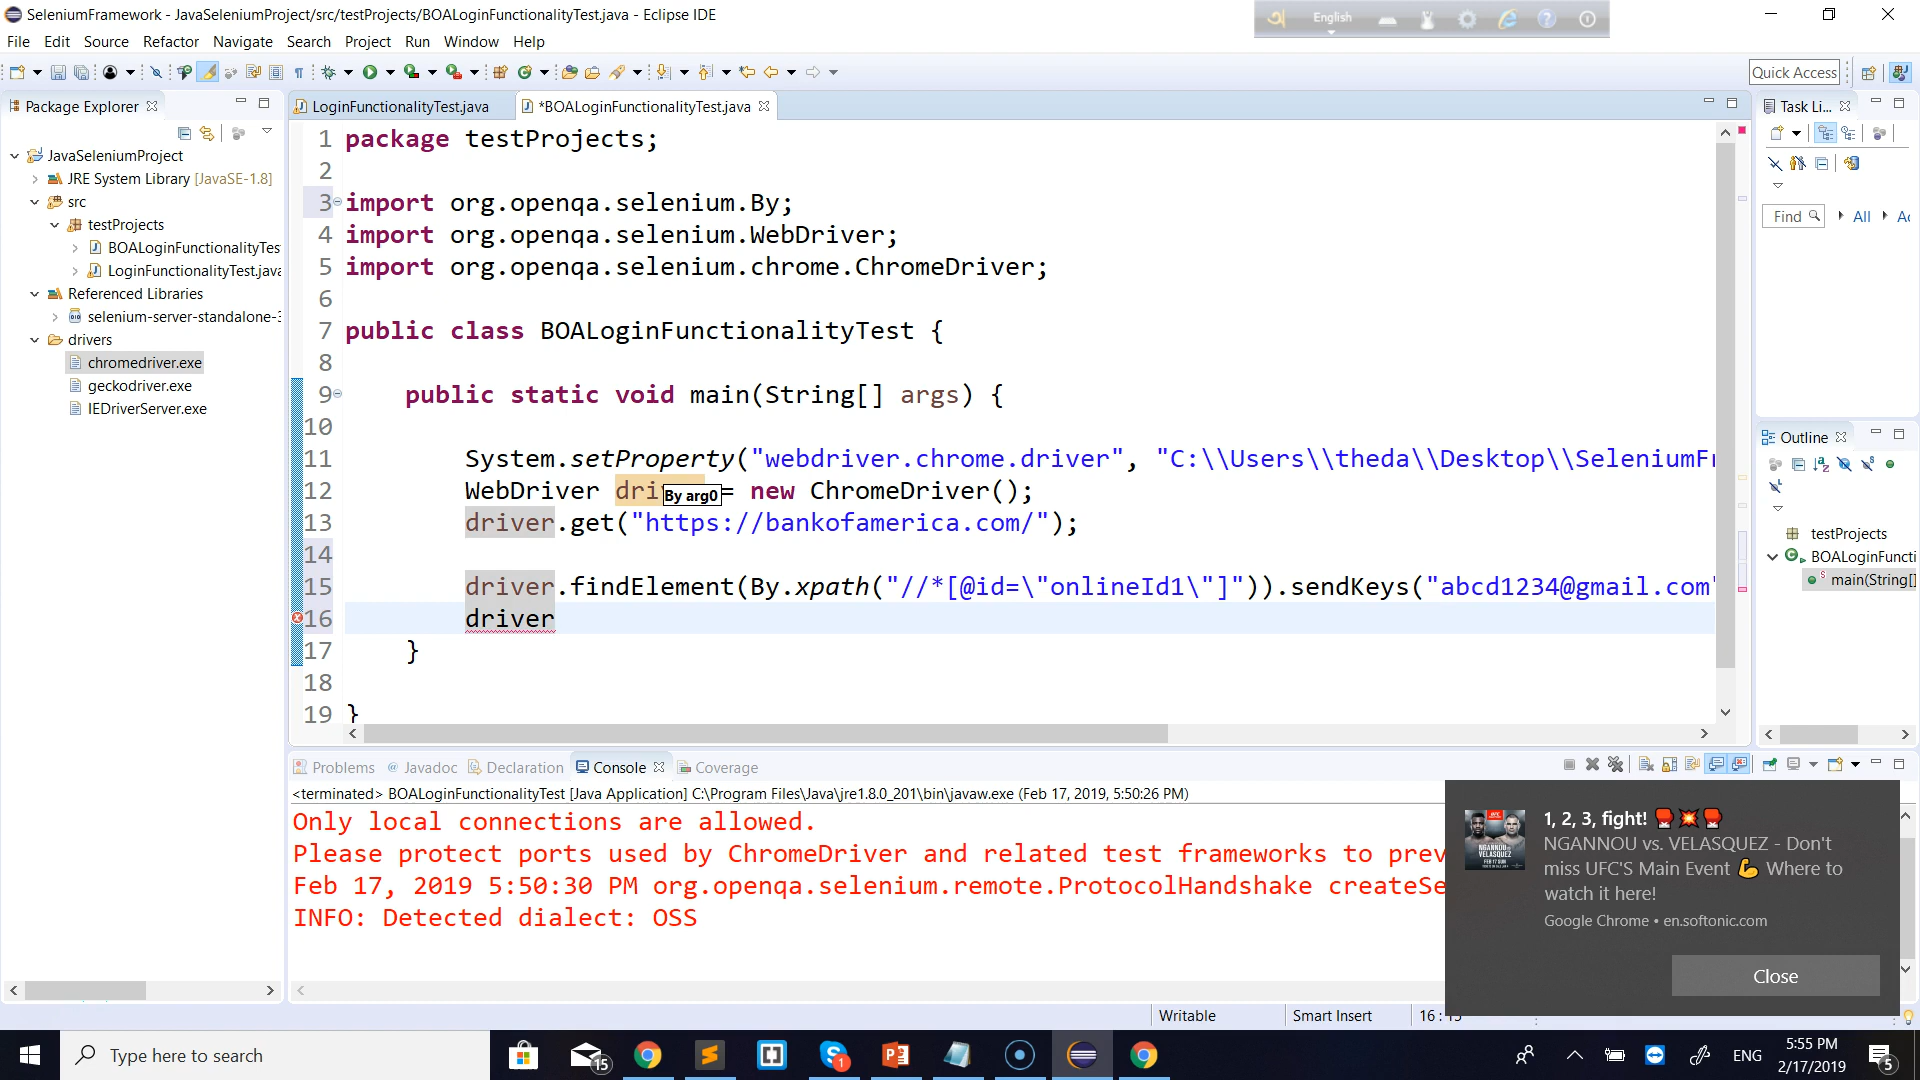 SeleniumFramework - JavaSeleniumProject/src/testProjects/BOALoginFunctionalityTest.java - Eclipse IDE
English
File Edit Source Refactor Navigate Search Project Run Window Help
Quick Access
Package Explorer
JavaSeleniumProject
JRE System Library [JavaSE-1.8]
src
testProjects
BOALoginFunctionalityTes
LoginFunctionalityTest.java
Referenced Libraries
selenium-server-standalone-3
drivers
chromedriver.exe
geckodriver.exe
IEDriverServer.exe
LoginFunctionalityTest.java *BOALoginFunctionalityTest.java
1 package testProjects;
2
3 import org.openqa.selenium.By;
4 import org.openqa.selenium.WebDriver;
5 import org.openqa.selenium.chrome.ChromeDriver;
6
7 public class BOALoginFunctionalityTest {
8
9 public static void main(String[] args) {
10
11 System.setProperty("webdriver.chrome.driver", "C:\\Users\\theda\\Desktop\\SeleniumFr
12 WebDriver dri = new ChromeDriver();
By arg0
13 driver.get("https://bankofamerica.com/");
14
15 driver.findElement(By.xpath("//*[@id=\"onlineId1\"]")).sendKeys("abcd1234@gmail.com"
16 driver
17 }
18
19 }
Task Li...
Find All Ac
Outline
testProjects
BOALoginFuncti
main(String[]
Problems Javadoc Declaration Console Coverage
<terminated> BOALoginFunctionalityTest [Java Application] C:\Program Files\Java\jre1.8.0_201\bin\javaw.exe (Feb 17, 2019, 5:50:26 PM)
Only local connections are allowed.
Please protect ports used by ChromeDriver and related test frameworks to prev
Feb 17, 2019 5:50:30 PM org.openqa.selenium.remote.ProtocolHandshake createSe
INFO: Detected dialect: OSS
1, 2, 3, fight! 🥊💥🥊
NGANNOU vs. VELASQUEZ - Don't
miss UFC'S Main Event 💪 Where to
watch it here!
Google Chrome • en.softonic.com
Close
Writable Smart Insert 16 : 15
Type here to search
15
1
ENG
5:55 PM
2/17/2019
5